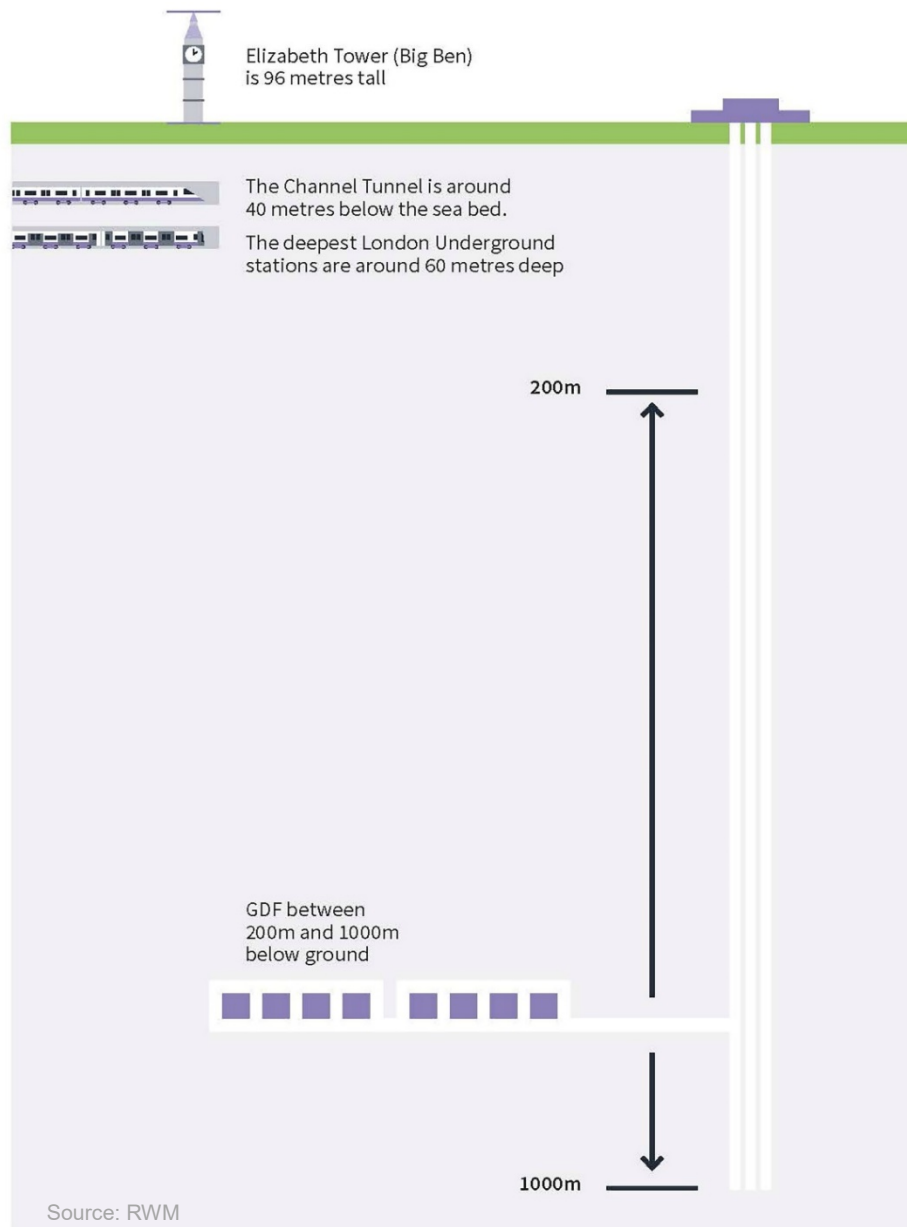 Elizabeth Tower (Big Ben)
is 96 metres tall
The Channel Tunnel is around
40 metres below the sea bed.
The deepest London Underground
stations are around 60 metres deep
200m
GDF between
200m and 1000m
below ground
1000m
Source: RWM